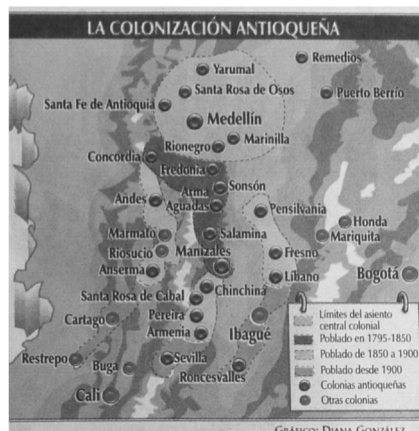 LA COLONIZACIÓN ANTIOQUEÑA
Remedios
Yarumal
Santa Rosa de Osos
Puerto Berrío
Santa Fe de Antioquia
Medellín
Marinilla
Rionegro
Concordia
Fredonia
Sonsón
Arma
Andes
Aguadas
Pensilvania
Honda
Marmato
Salamina
Mariquita
Riosucio
Manizales
Fresno
Anserma
Líbano
Bogotá
Chinchiná
Santa Rosa de Cabal
Cartago
Pereira
Ibagué
Armenia
Restrepo
Buga
Sevilla
Roncesvalles
Cali
Límites del asiento
central colonial
Poblado en 1795-1850
Poblado de 1850 a 1900
Poblado desde 1900
Colonias antioqueñas
Otras colonias
GRÁFICO: DIANA GONZÁLEZ